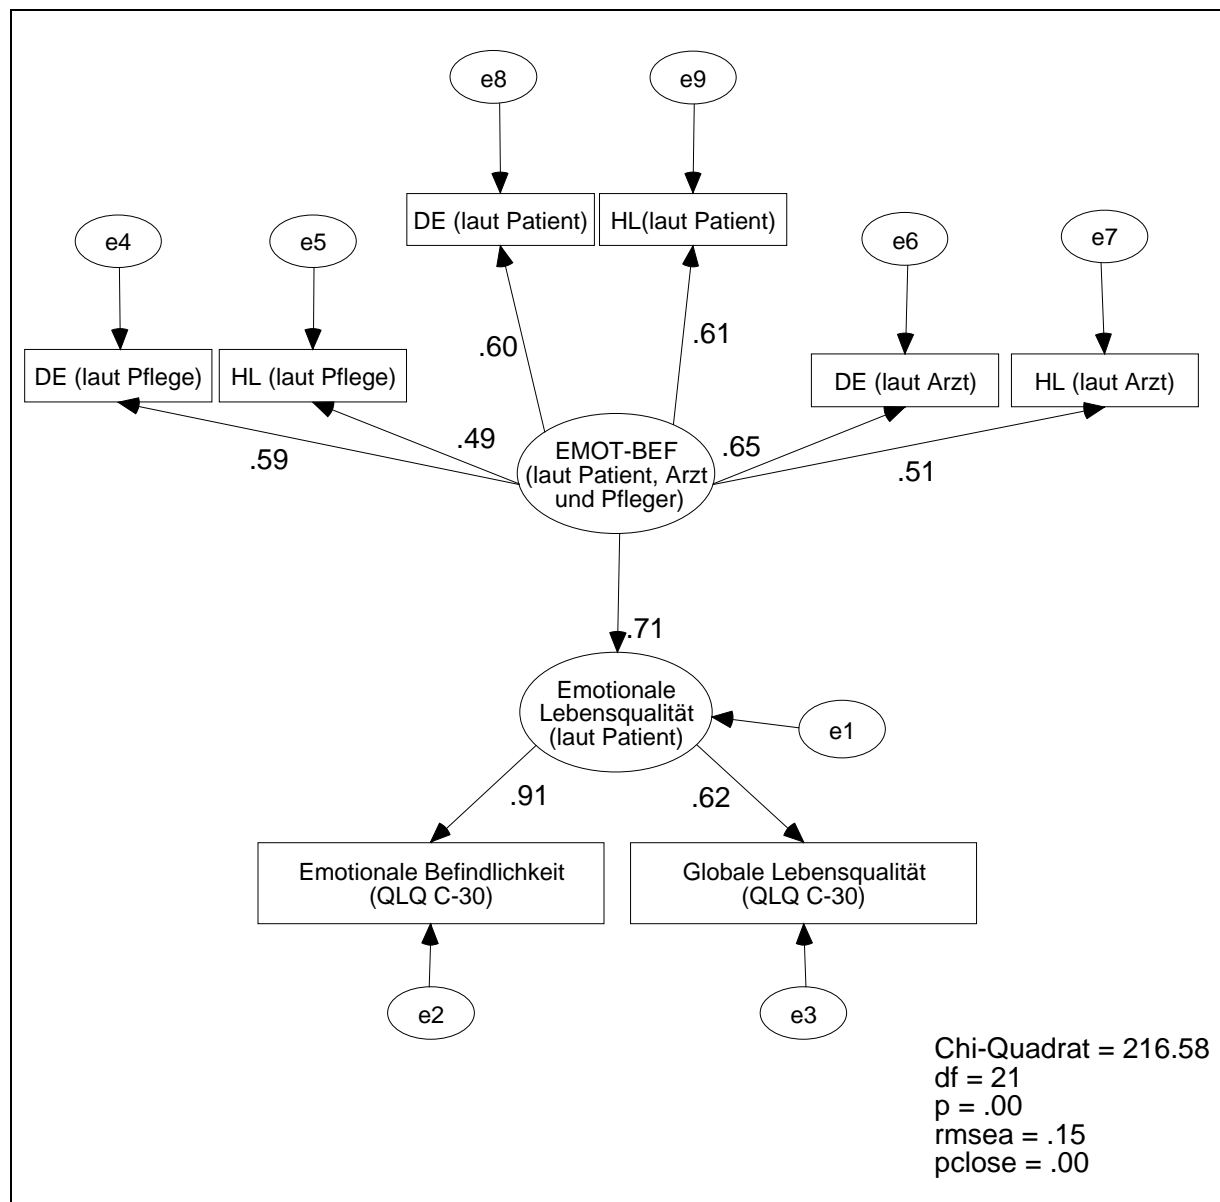 e8
e9
DE (laut Patient)
HL(laut Patient)
e4
e5
e6
e7
DE (laut Pflege)
HL (laut Pflege)
DE (laut Arzt)
HL (laut Arzt)
.60
.61
.59
.49
.65
.51
EMOT-BEF
(laut Patient, Arzt
und Pfleger)
.71
Emotionale
Lebensqualität
(laut Patient)
e1
.91
.62
Emotionale Befindlichkeit
(QLQ C-30)
Globale Lebensqualität
(QLQ C-30)
e2
e3
Chi-Quadrat = 216.58
df = 21
p = .00
rmsea = .15
pclose = .00